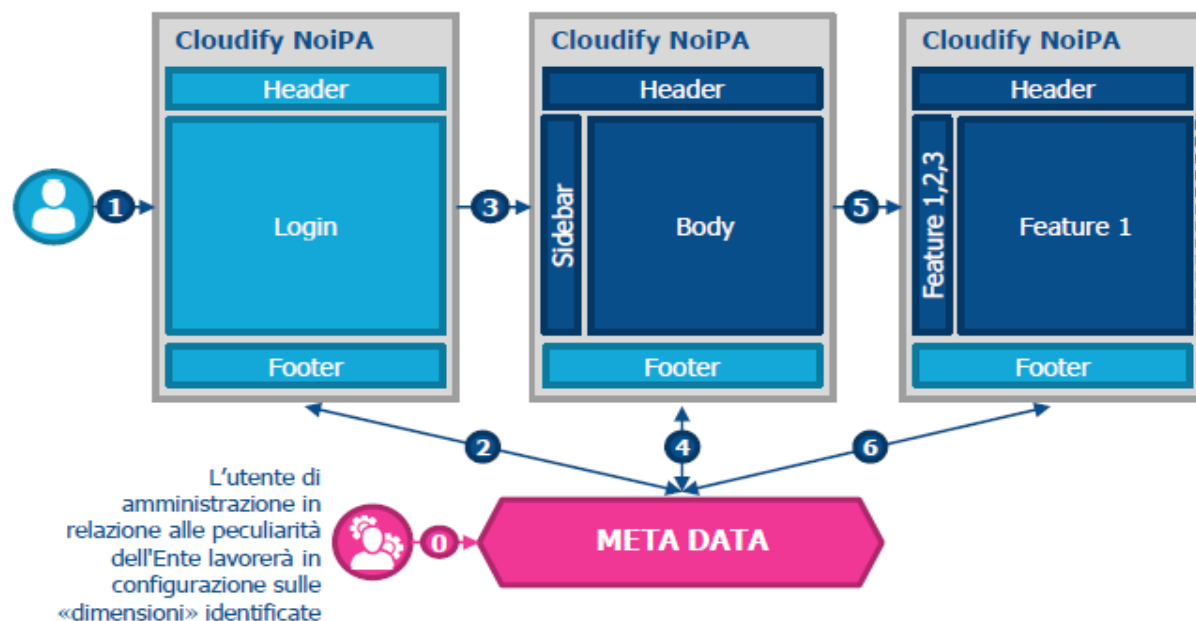 Cloudify NoiPA
Header
Login
Footer
Cloudify NoiPA
Header
Sidebar
Body
Footer
Cloudify NoiPA
Header
Feature 1,2,3
Feature 1
Footer
1
3
5
2
4
6
L'utente di
amministrazione in
relazione alle peculiarità
dell'Ente lavorerà in
configurazione sulle
«dimensioni» identificate
0
META DATA